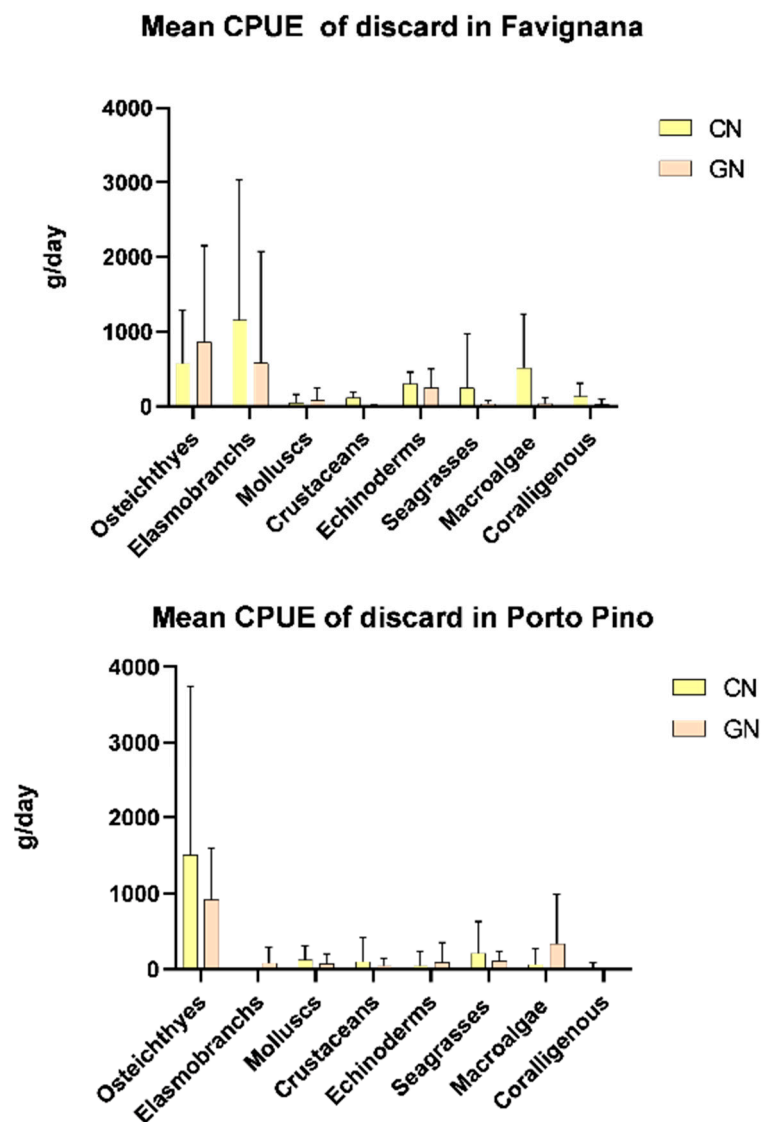 Mean CPUE  of discard in Favignana
4000
3000
2000
1000
0
g/day
CN
GN
Osteichthyes
Elasmobranchs
Molluscs
Crustaceans
Echinoderms
Seagrasses
Macroalgae
Coralligenous
Mean CPUE of discard in Porto Pino
4000
3000
2000
1000
0
g/day
CN
GN
Osteichthyes
Elasmobranchs
Molluscs
Crustaceans
Echinoderms
Seagrasses
Macroalgae
Coralligenous